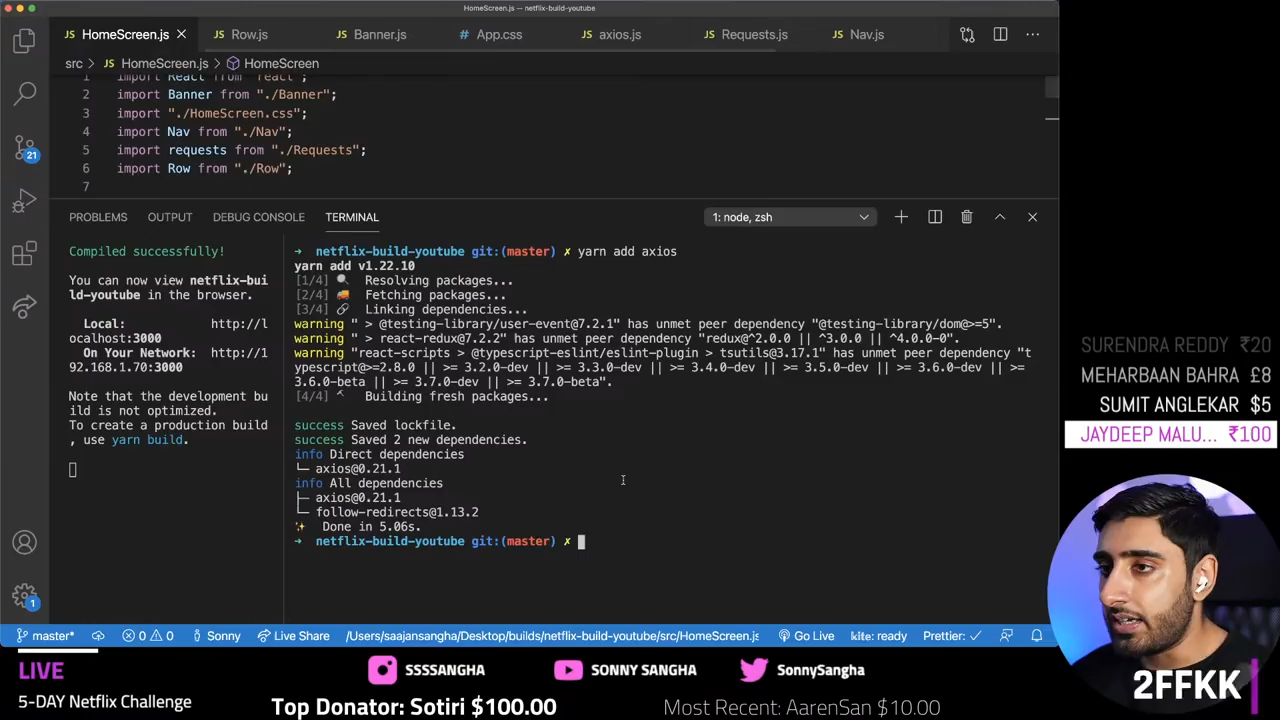 HomeScreen.js — netflix-build-youtube
JS HomeScreen.js
JS Row.js
JS Banner.js
# App.css
JS axios.js
JS Requests.js
JS Nav.js
src > JS HomeScreen.js > HomeScreen
1 import React from "react";
2 import Banner from "./Banner";
3 import "./HomeScreen.css";
4 import Nav from "./Nav";
5 import requests from "./Requests";
6 import Row from "./Row";
7
21
PROBLEMS OUTPUT DEBUG CONSOLE TERMINAL
1: node, zsh
Compiled successfully!
You can now view netflix-bui
ld-youtube in the browser.
Local: http://l
ocalhost:3000
On Your Network: http://1
92.168.1.70:3000
Note that the development bu
ild is not optimized.
To create a production build
, use yarn build.
→ netflix-build-youtube git:(master) ✗ yarn add axios
yarn add v1.22.10
[1/4] 🔍 Resolving packages...
[2/4] 🚚 Fetching packages...
[3/4] 🔗 Linking dependencies...
warning " > @testing-library/user-event@7.2.1" has unmet peer dependency "@testing-library/dom@>=5".
warning " > react-redux@7.2.2" has unmet peer dependency "redux@^2.0.0 || ^3.0.0 || ^4.0.0-0".
warning "react-scripts > @typescript-eslint/eslint-plugin > tsutils@3.17.1" has unmet peer dependency "t
ypescript@>=2.8.0 || >= 3.2.0-dev || >= 3.3.0-dev || >= 3.4.0-dev || >= 3.5.0-dev || >= 3.6.0-dev || >=
3.6.0-beta || >= 3.7.0-dev || >= 3.7.0-beta".
[4/4] 🔨 Building fresh packages...
success Saved lockfile.
success Saved 2 new dependencies.
info Direct dependencies
└─ axios@0.21.1
info All dependencies
├─ axios@0.21.1
└─ follow-redirects@1.13.2
✨ Done in 5.06s.
→ netflix-build-youtube git:(master) ✗
SURENDRA REDDY ₹20
MEHARBAAN BAHRA £8
SUMIT ANGLEKAR $5
JAYDEEP MALU... ₹100
1
master* 0 0 Sonny Live Share /Users/saajansangha/Desktop/builds/netflix-build-youtube/src/HomeScreen.js Go Live kite: ready Prettier: ✓
LIVE
5-DAY Netflix Challenge
SSSSANGHA
SONNY SANGHA
SonnySangha
Top Donator: Sotiri $100.00
Most Recent: AarenSan $10.00
2FFKK